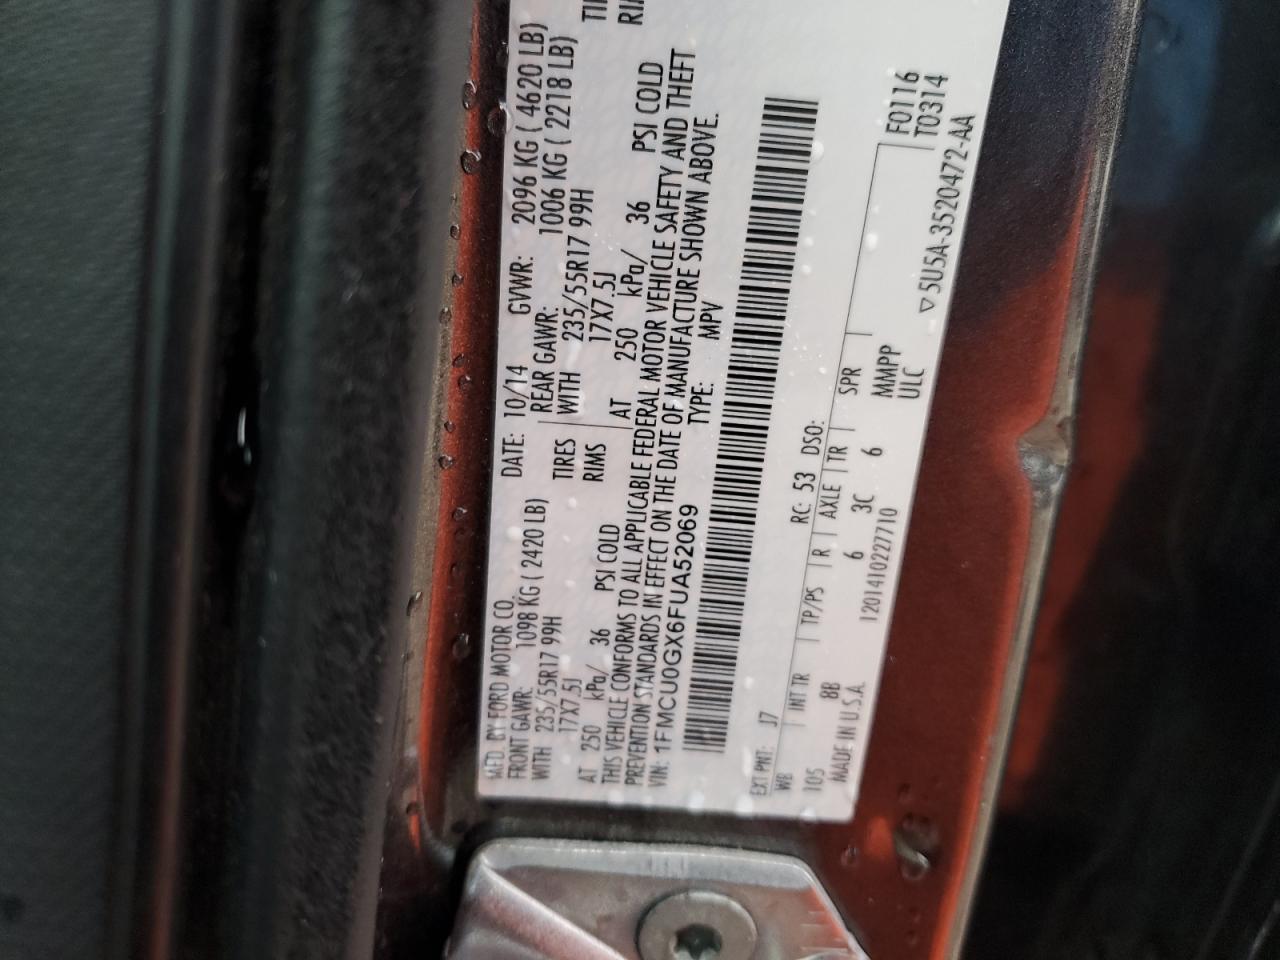 MFD. BY FORD MOTOR CO.
DATE: 10/14 GVWR: 2096 KG ( 4620 LB)
FRONT GAWR: 1098 KG ( 2420 LB) REAR GAWR: 1006 KG ( 2218 LB)
WITH 235/55R17 99H TIRES WITH 235/55R17 99H
17X7.5J RIMS 17X7.5J
AT 250 kPa/ 36 PSI COLD AT 250 kPa/ 36 PSI COLD
THIS VEHICLE CONFORMS TO ALL APPLICABLE FEDERAL MOTOR VEHICLE SAFETY AND THEFT
PREVENTION STANDARDS IN EFFECT ON THE DATE OF MANUFACTURE SHOWN ABOVE.
VIN: 1FMCU0GX6FUA52069 TYPE: MPV
EXT PNT: J7 RC: 53 DSO:
WB INT TR TP/PS R AXLE TR SPR
105 8B 6 3C 6 MMPP F0116
ULC T0314
MADE IN U.S.A. 120141022771O ▽5U5A-3520472-AA